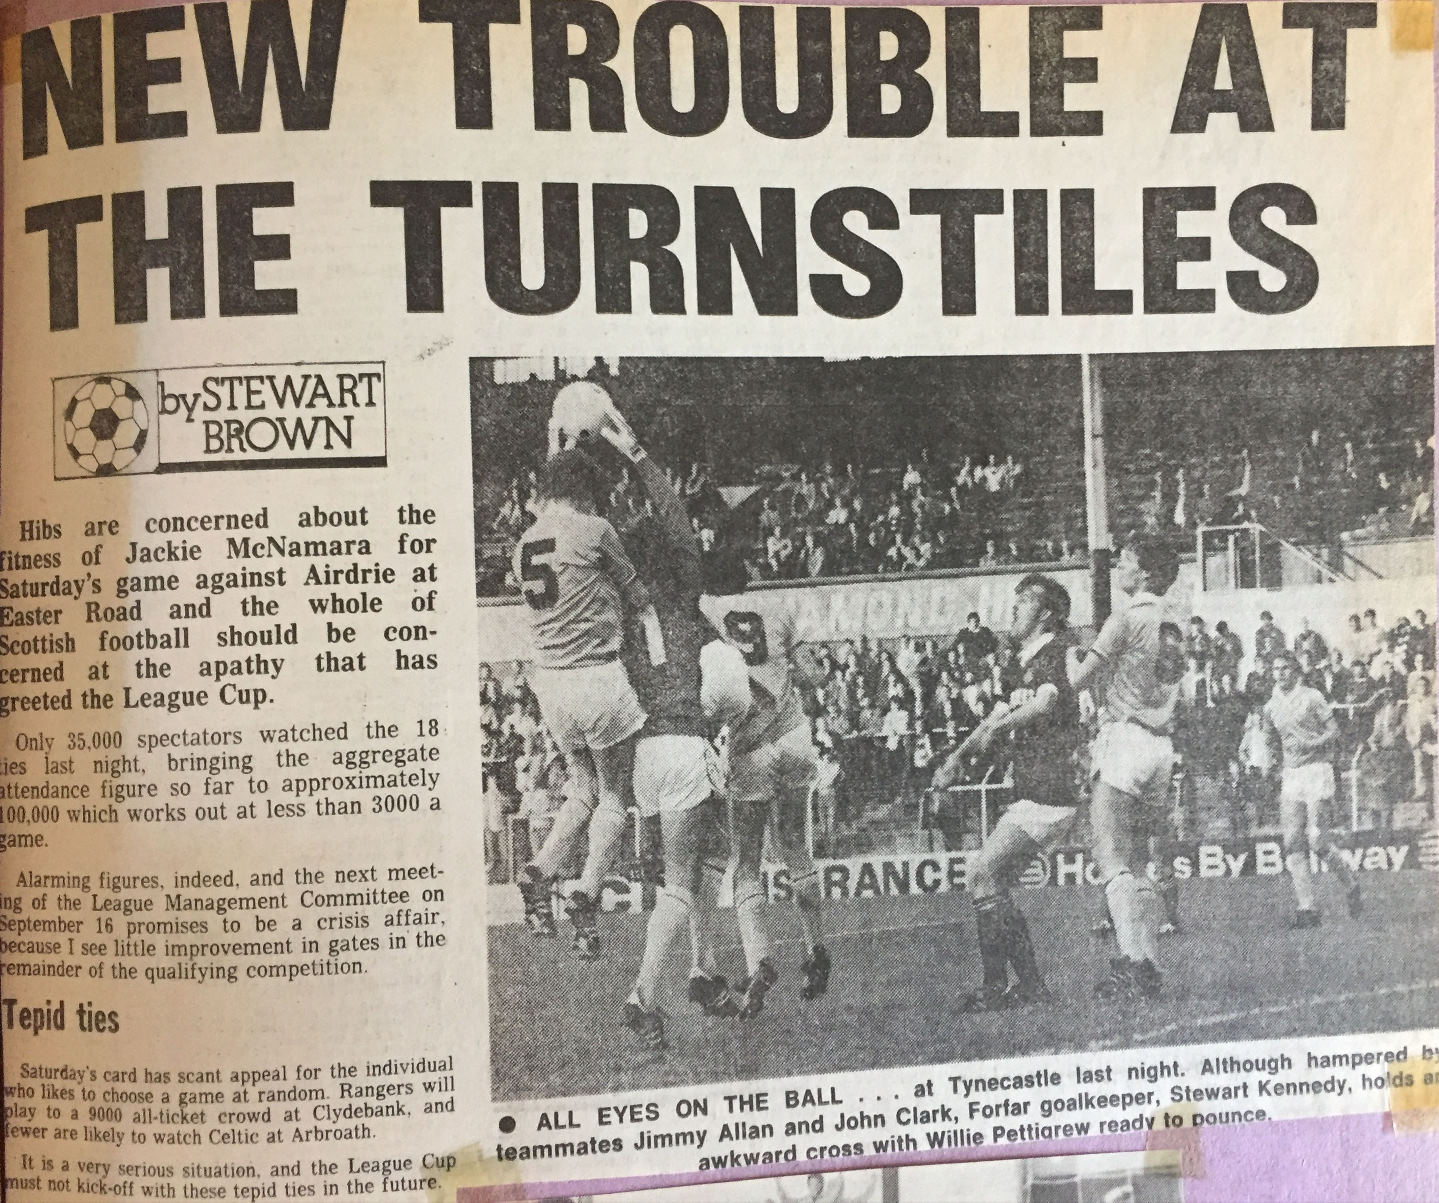 NEW TROUBLE AT
THE TURNSTILES
by STEWART
BROWN
Hibs are concerned about the
fitness of Jackie McNamara for
Saturday's game against Airdrie at
Easter Road and the whole of
Scottish football should be con-
cerned at the apathy that has
greeted the League Cup.
Only 35,000 spectators watched the 18
ties last night, bringing the aggregate
attendance figure so far to approximately
100,000 which works out at less than 3000 a
game.
Alarming figures, indeed, and the next meet-
ing of the League Management Committee on
September 16 promises to be a crisis affair,
because I see little improvement in gates in the
remainder of the qualifying competition.
Tepid ties
Saturday's card has scant appeal for the individual
who likes to choose a game at random. Rangers will
play to a 9000 all-ticket crowd at Clydebank, and
fewer are likely to watch Celtic at Arbroath.
It is a very serious situation, and the League Cup
must not kick-off with these tepid ties in the future.
5
9
RANCE
By
● ALL EYES ON THE BALL . . . at Tynecastle last night. Although hampered by
teammates Jimmy Allan and John Clark, Forfar goalkeeper, Stewart Kennedy, holds an
awkward cross with Willie Pettigrew ready to pounce.